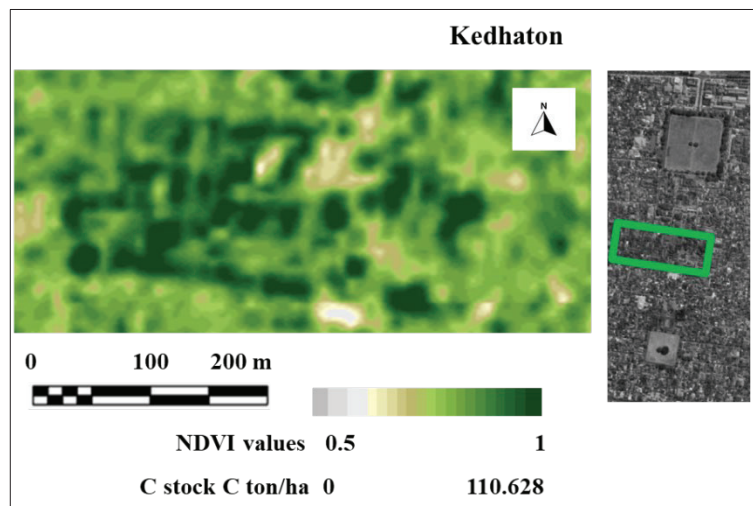 Kedhaton
N
0 100 200 m
NDVI values 0.5 1
C stock C ton/ha 0 110.628